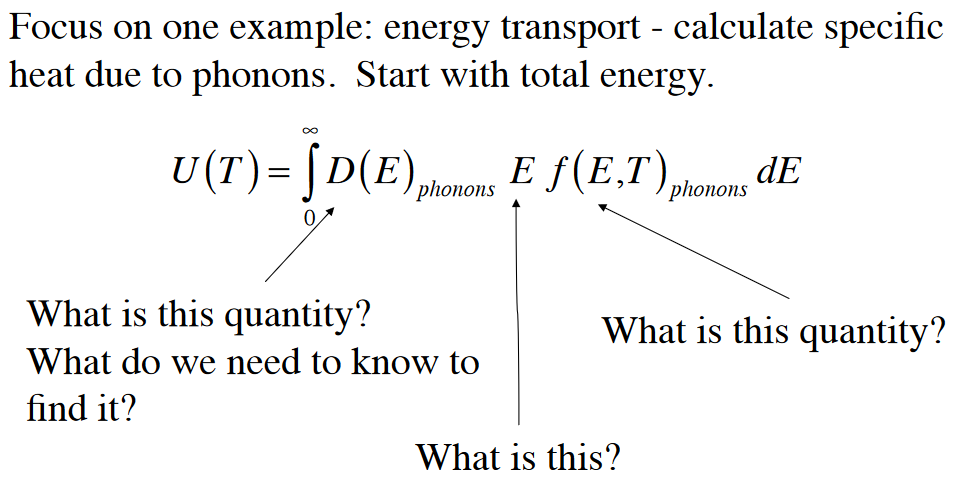 Focus on one example: energy transport - calculate specific
heat due to phonons.  Start with total energy.
U(T) = ∫₀^∞ D(E)_phonons E f(E,T)_phonons dE
What is this quantity?
What do we need to know to
find it?
What is this quantity?
What is this?